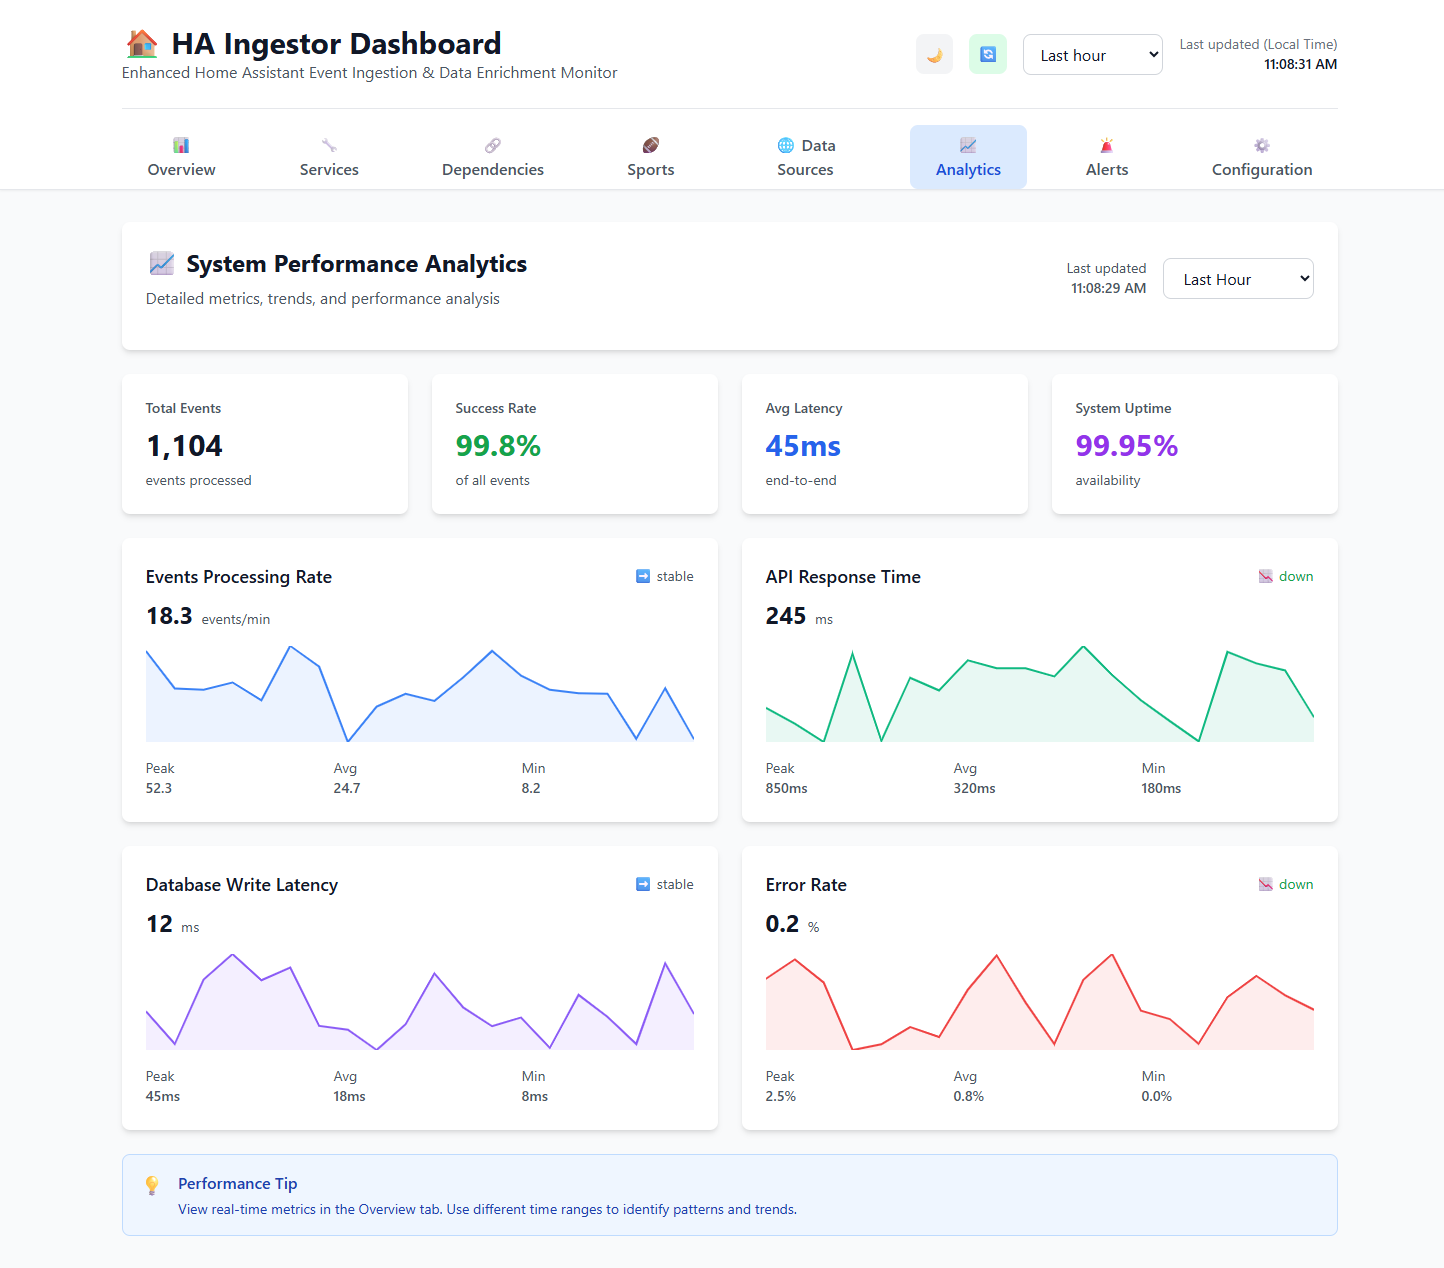 HA Ingestor Dashboard
Enhanced Home Assistant Event Ingestion & Data Enrichment Monitor
Last hour
Last updated (Local Time)
11:08:31 AM
Overview
Services
Dependencies
Sports
Data
Sources
Analytics
Alerts
Configuration
System Performance Analytics
Detailed metrics, trends, and performance analysis
Last updated
11:08:29 AM
Last Hour
Total Events
1,104
events processed
Success Rate
99.8%
of all events
Avg Latency
45ms
end-to-end
System Uptime
99.95%
availability
Events Processing Rate
stable
18.3 events/min
Peak
52.3
Avg
24.7
Min
8.2
API Response Time
down
245 ms
Peak
850ms
Avg
320ms
Min
180ms
Database Write Latency
stable
12 ms
Peak
45ms
Avg
18ms
Min
8ms
Error Rate
down
0.2 %
Peak
2.5%
Avg
0.8%
Min
0.0%
Performance Tip
View real-time metrics in the Overview tab. Use different time ranges to identify patterns and trends.